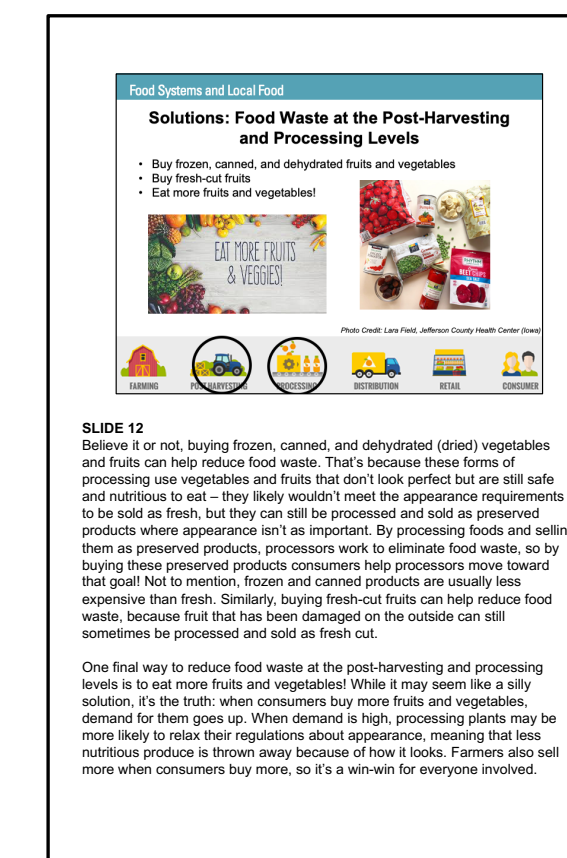 Food Systems and Local Food
Solutions: Food Waste at the Post-Harvesting
and Processing Levels
• Buy frozen, canned, and dehydrated fruits and vegetables
• Buy fresh-cut fruits
• Eat more fruits and vegetables!
EAT MORE FRUITS
& VEGGIES!
BEET CHIPS
Photo Credit: Lara Field, Jefferson County Health Center (Iowa)
FARMING POST HARVESTING PROCESSING DISTRIBUTION RETAIL CONSUMER
SLIDE 12
Believe it or not, buying frozen, canned, and dehydrated (dried) vegetables
and fruits can help reduce food waste. That’s because these forms of
processing use vegetables and fruits that don’t look perfect but are still safe
and nutritious to eat – they likely wouldn’t meet the appearance requirements
to be sold as fresh, but they can still be processed and sold as preserved
products where appearance isn’t as important. By processing foods and sellin
them as preserved products, processors work to eliminate food waste, so by
buying these preserved products consumers help processors move toward
that goal! Not to mention, frozen and canned products are usually less
expensive than fresh. Similarly, buying fresh-cut fruits can help reduce food
waste, because fruit that has been damaged on the outside can still
sometimes be processed and sold as fresh cut.
One final way to reduce food waste at the post-harvesting and processing
levels is to eat more fruits and vegetables! While it may seem like a silly
solution, it’s the truth: when consumers buy more fruits and vegetables,
demand for them goes up. When demand is high, processing plants may be
more likely to relax their regulations about appearance, meaning that less
nutritious produce is thrown away because of how it looks. Farmers also sell
more when consumers buy more, so it’s a win-win for everyone involved.